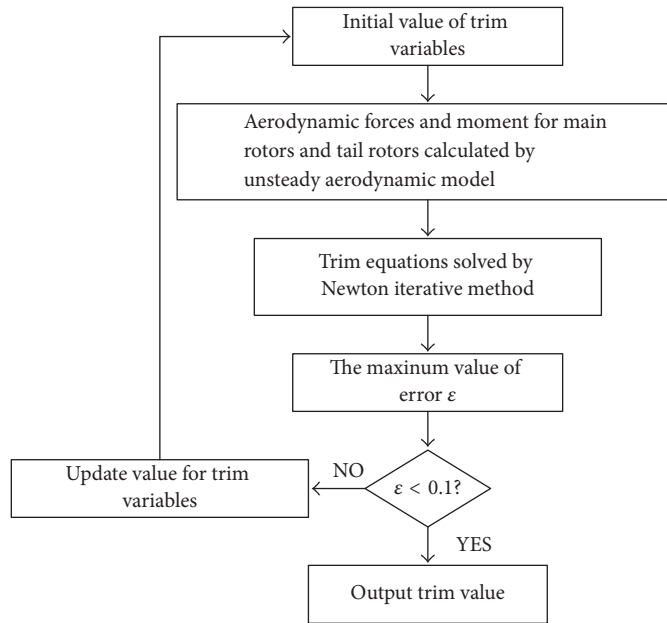 Initial value of trim
variables
Aerodynamic forces and moment for main
rotors and tail rotors calculated by
unsteady aerodynamic model
Trim equations solved by
Newton iterative method
The maxinum value of
error ε
Update value for trim
variables
NO
ε < 0.1?
YES
Output trim value